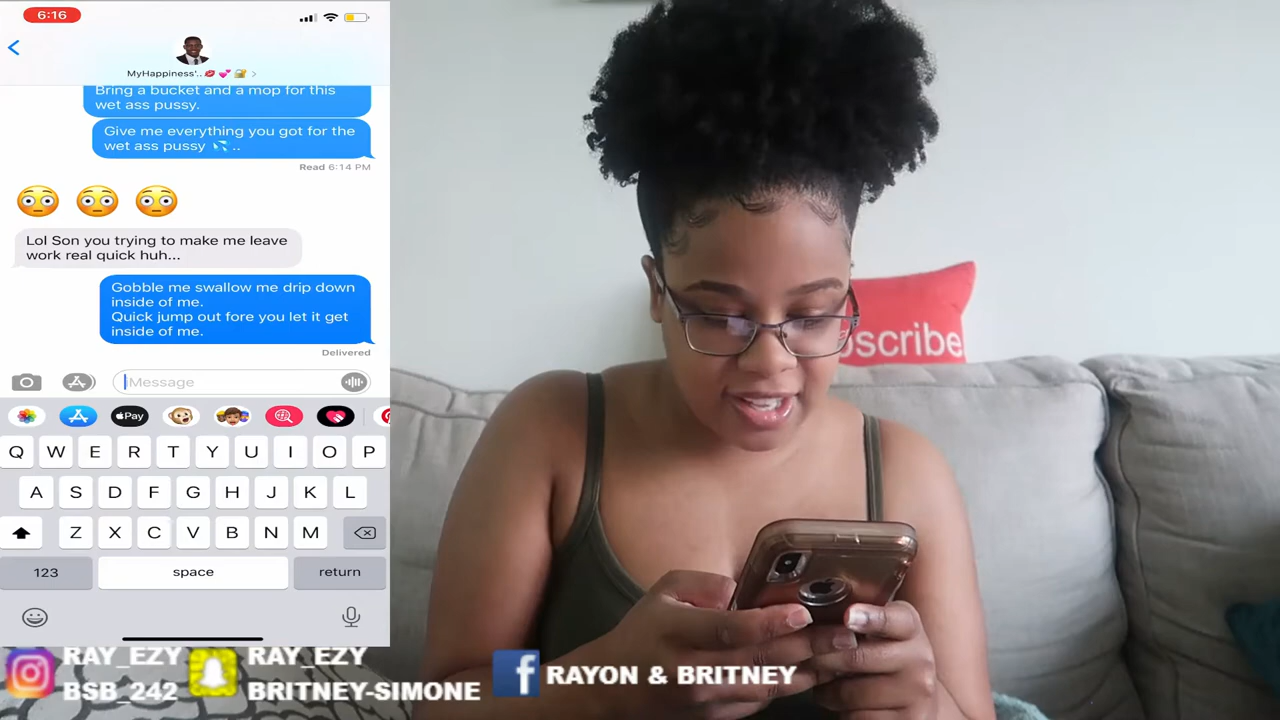 6:16
MyHappiness'..💋 💕 🔐 >
Bring a bucket and a mop for this
wet ass pussy.
Give me everything you got for the
wet ass pussy 💦 ..
Read 6:14 PM
😳 😳 😳
Lol Son you trying to make me leave
work real quick huh...
Gobble me swallow me drip down
inside of me.
Quick jump out fore you let it get
inside of me.
Delivered
Message
Pay
Q W E R T Y U I O P
A S D F G H J K L
Z X C V B N M
123 space return
bscribe
RAY_EZY
BSB_242
RAY_EZY
BRITNEY-SIMONE
f RAYON & BRITNEY